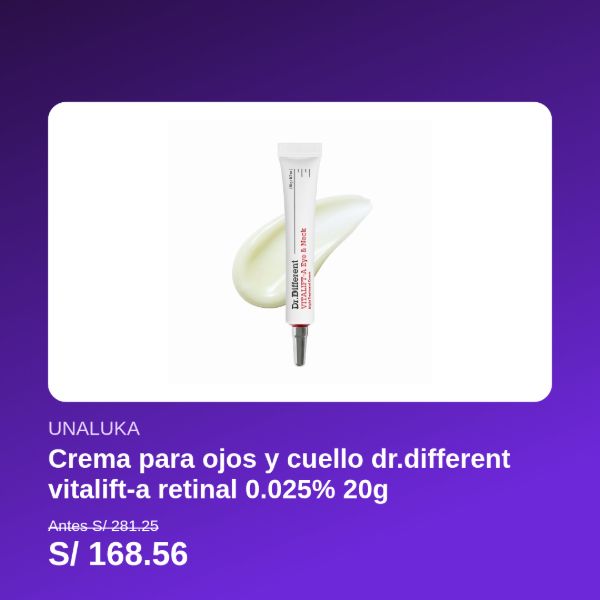 Dr.Different
VITALIFT-A Eye & Neck
UNALUKA
Crema para ojos y cuello dr.different
vitalift-a retinal 0.025% 20g
Antes S/ 281.25
S/ 168.56